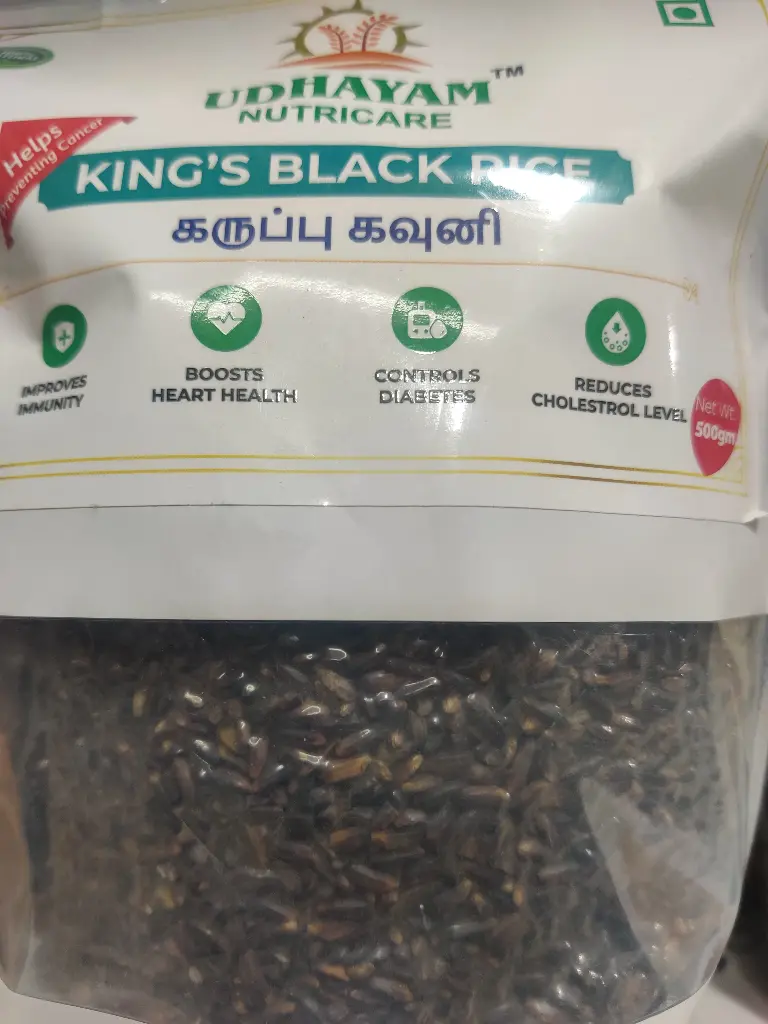 UDHAYAM™
NUTRICARE
Helps
Preventing Cancer
KING'S BLACK RICE
கருப்பு கவுனி
IMPROVES
IMMUNITY
BOOSTS
HEART HEALTH
CONTROLS
DIABETES
REDUCES
CHOLESTROL LEVEL
Net Wt.
500gm